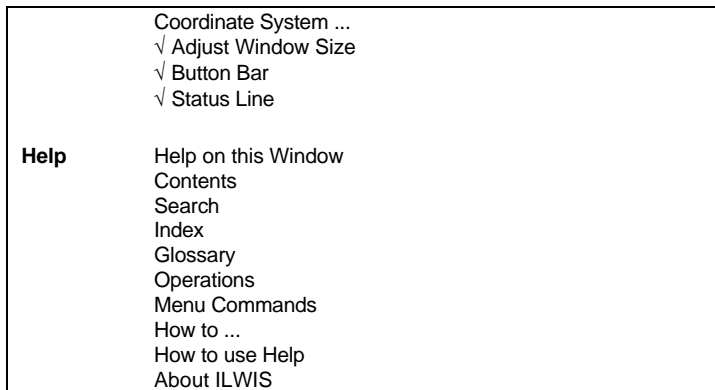 Coordinate System ...
√ Adjust Window Size
√ Button Bar
√ Status Line
Help Help on this Window
Contents
Search
Index
Glossary
Operations
Menu Commands
How to ...
How to use Help
About ILWIS